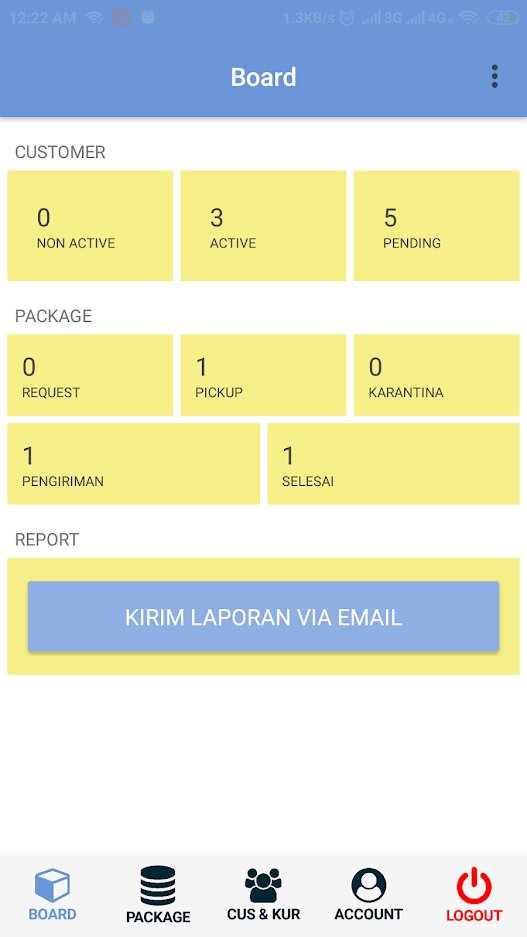 12:22 AM 1.3KB/s 3G 4G 42
Board
CUSTOMER
0 3 5
NON ACTIVE ACTIVE PENDING
PACKAGE
0 1 0
REQUEST PICKUP KARANTINA
1 1
PENGIRIMAN SELESAI
REPORT
KIRIM LAPORAN VIA EMAIL
BOARD PACKAGE CUS & KUR ACCOUNT LOGOUT